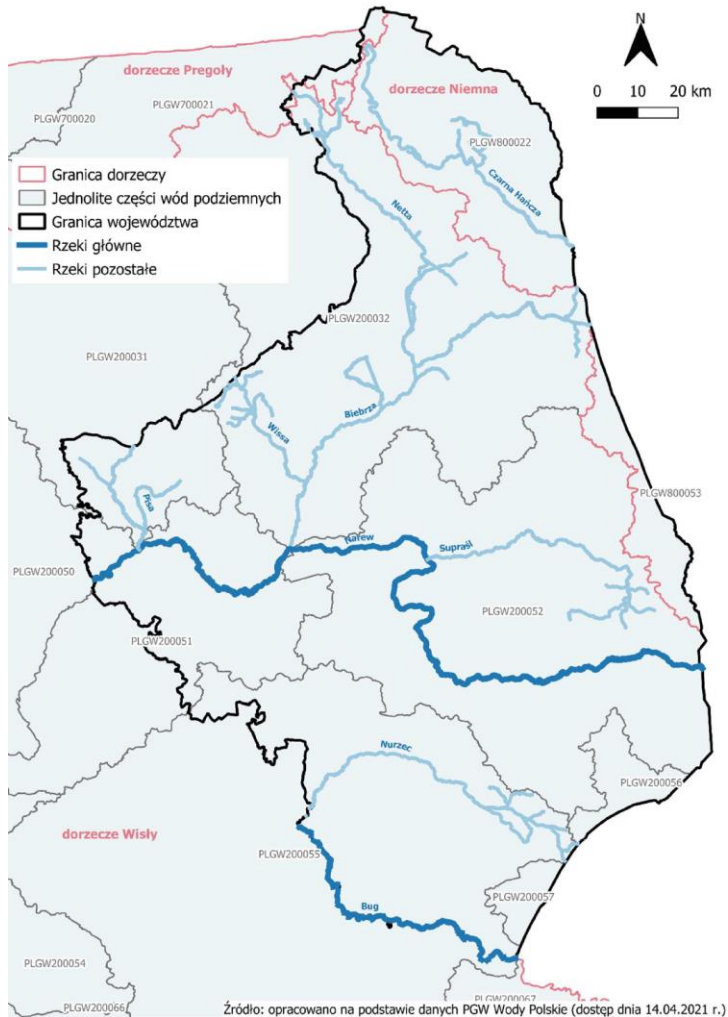 N
0 10 20 km
dorzecze Pregoły
dorzecze Niemna
PLGW700020
PLGW700021
PLGW800022
Granica dorzeczy
Jednolite części wód podziemnych
Granica województwa
Rzeki główne
Rzeki pozostałe
Czarna Hańcza
Netta
PLGW200032
PLGW200031
Biebrza
Wissa
Pisa
PLGW800053
Narew
Supraśl
PLGW200050
PLGW200052
PLGW200051
Nurzec
PLGW200056
dorzecze Wisły
PLGW200055
PLGW200057
Bug
PLGW200054
PLGW200066
PLGW200067
Źródło: opracowano na podstawie danych PGW Wody Polskie (dostęp dnia 14.04.2021 r.)